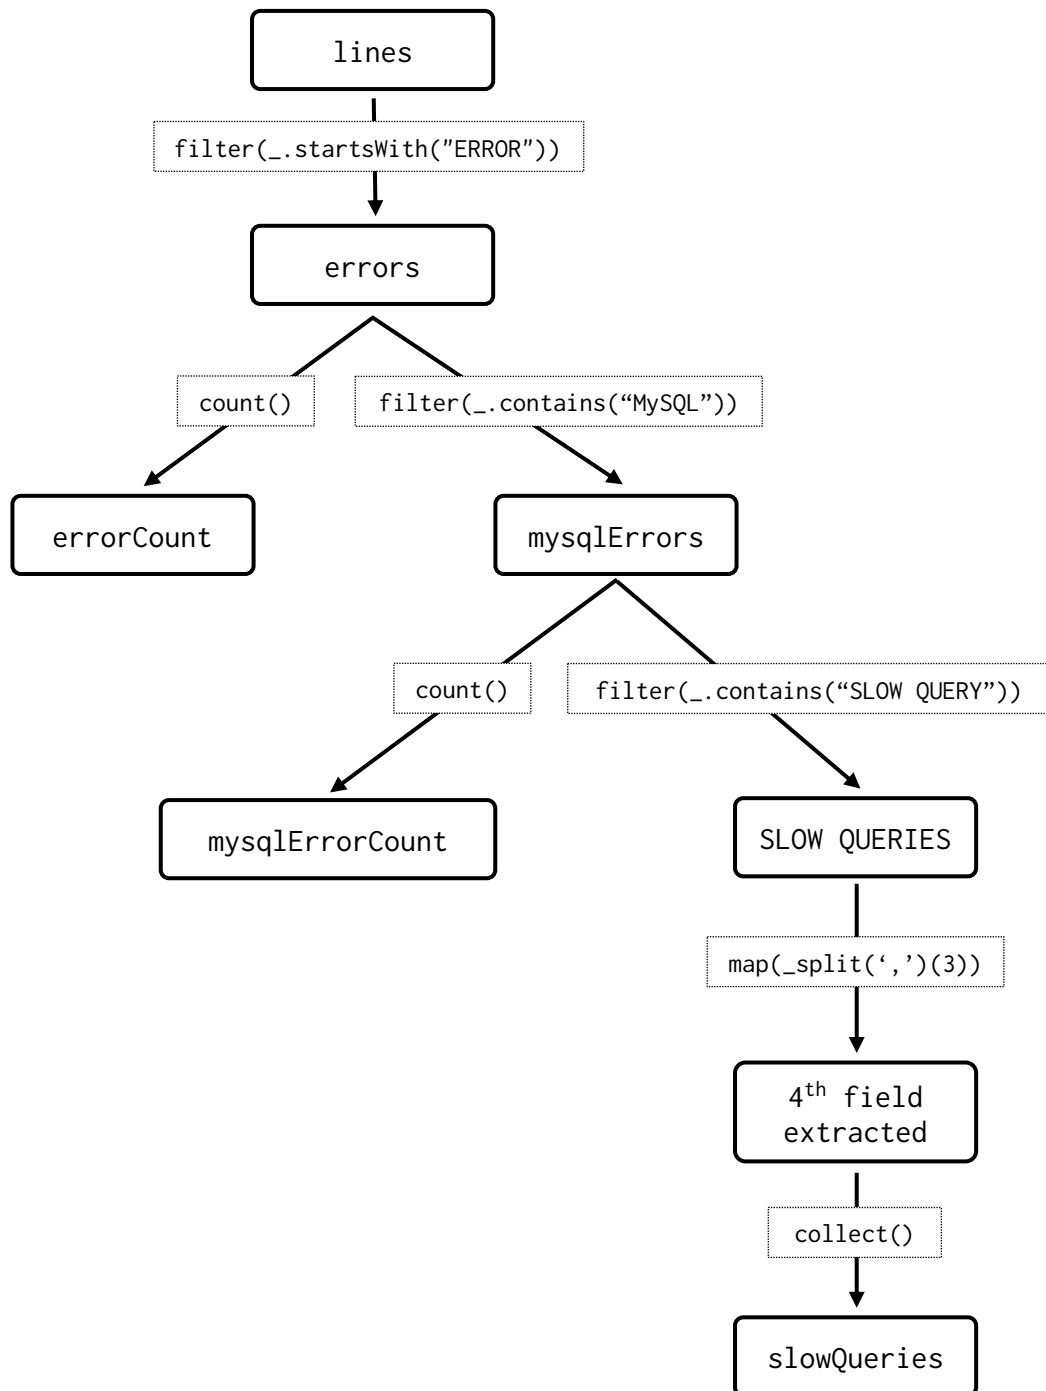 lines
filter(_.startsWith("ERROR"))
errors
count()
filter(_.contains(“MySQL”))
errorCount
mysqlErrors
count()
filter(_.contains(“SLOW QUERY”))
mysqlErrorCount
SLOW QUERIES
map(_split(‘,’)(3))
4th field
extracted
collect()
slowQueries